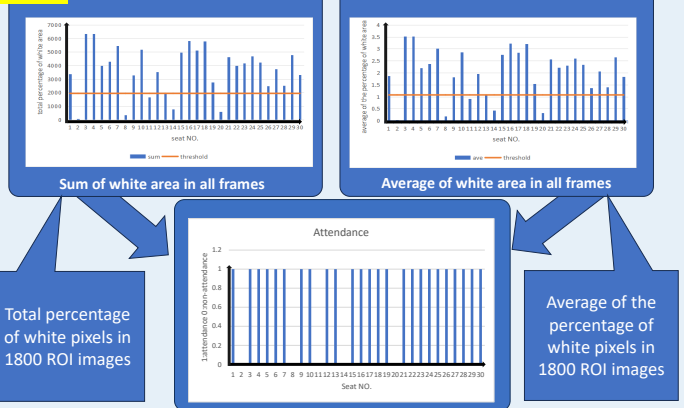 total percentage of white area
7000
6000
5000
4000
3000
2000
1000
0
1 2 3 4 5 6 7 8 9 10 11 12 13 14 15 16 17 18 19 20 21 22 23 24 25 26 27 28 29 30
seat NO.
sum threshold
Sum of white area in all frames
average of the percentage of white area
4
3.5
3
2.5
2
1.5
1
0.5
0
1 2 3 4 5 6 7 8 9 10 11 12 13 14 15 16 17 18 19 20 21 22 23 24 25 26 27 28 29 30
seat NO.
ave threshold
Average of white area in all frames
Attendance
1:attendance 0:non-attendance
1.2
1
0.8
0.6
0.4
0.2
0
1 2 3 4 5 6 7 8 9 10 11 12 13 14 15 16 17 18 19 20 21 22 23 24 25 26 27 28 29 30
Seat NO.
Total percentage
of white pixels in
1800 ROI images
Average of the
percentage of
white pixels in
1800 ROI images